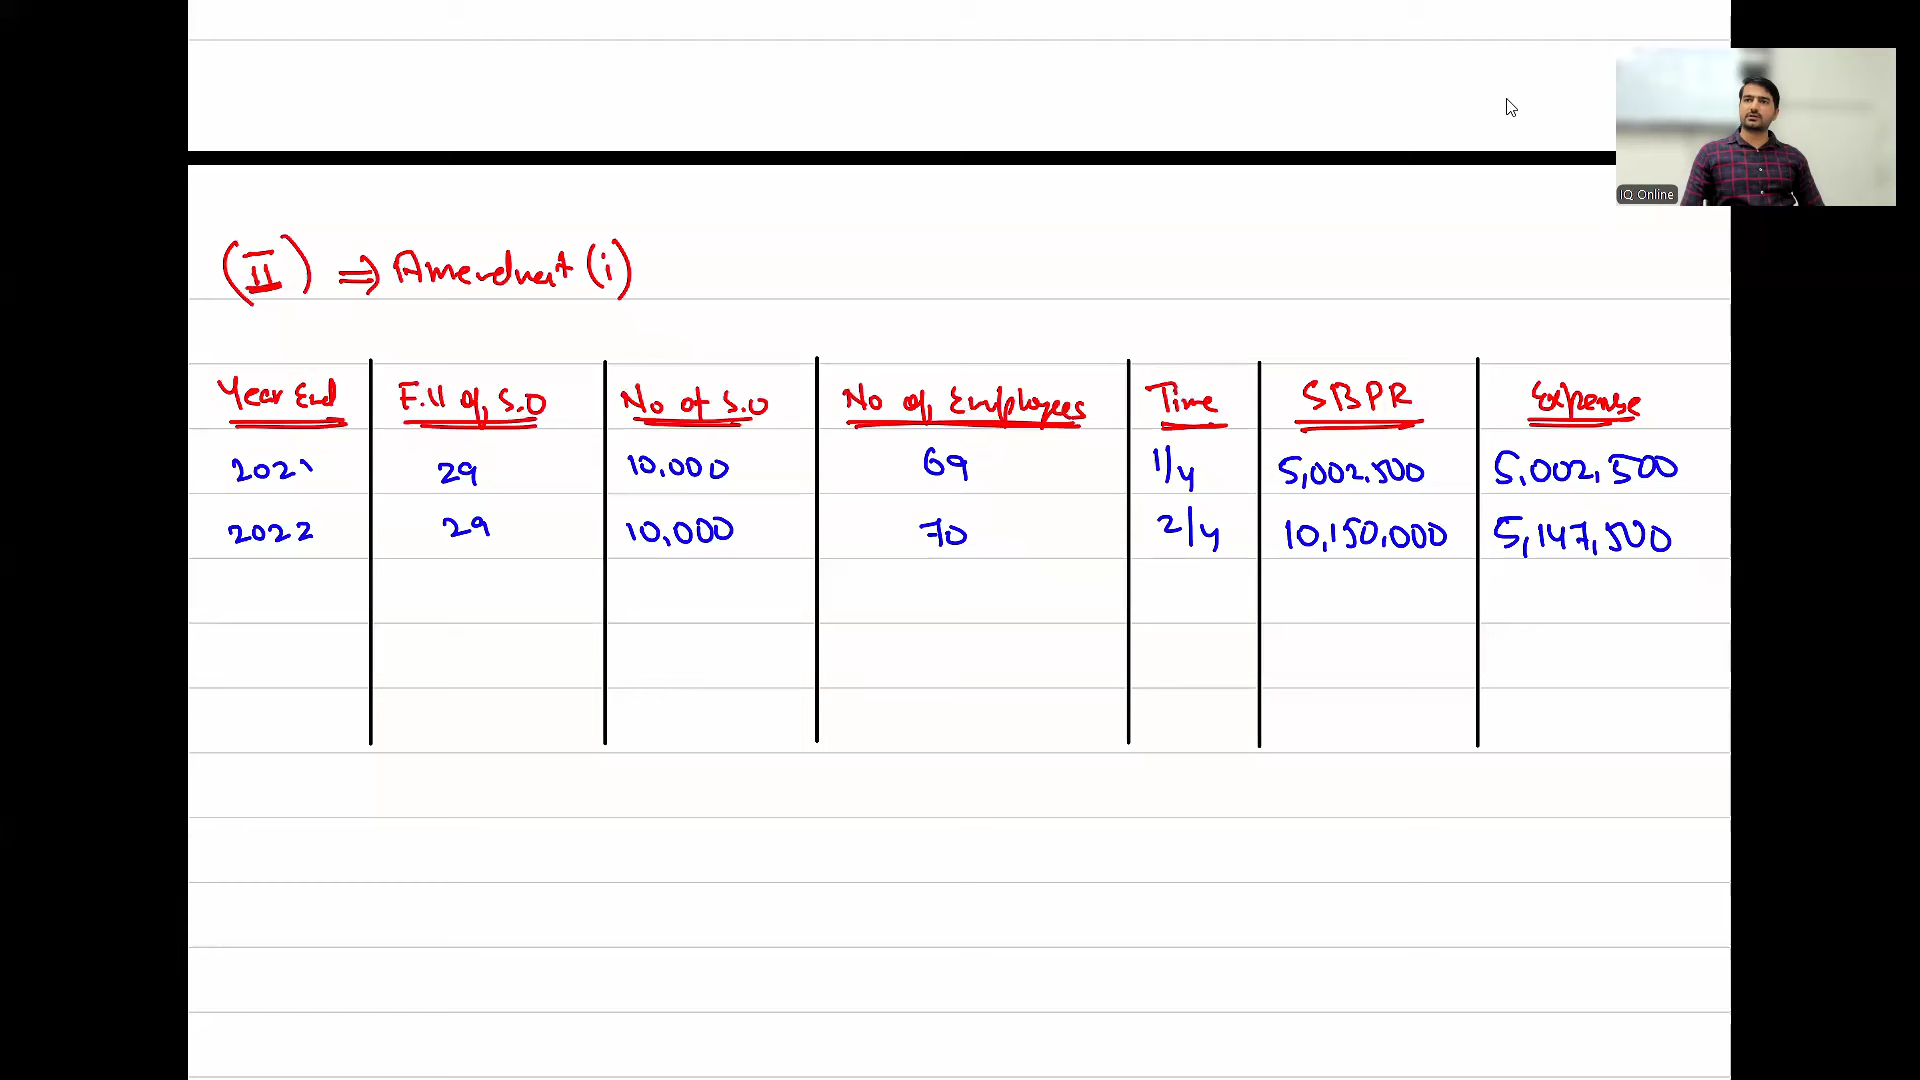 IQ Online
(II) ⇒ Amendment (i)
Year End F.V of S.O No of S.O No of Employees Time SBPR Expense
2021 29 10,000 69 1/4 5,002,500 5,002,500
2022 29 10,000 70 2/4 10,150,000 5,147,500